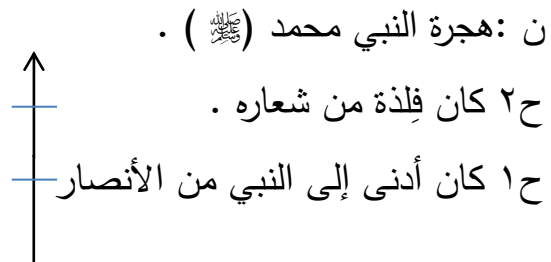 ن :هجرة النبي محمد (ﷺ) .
ح٢ كان فِلذة من شعاره .
ح١ كان أدنى إلى النبي من الأنصار